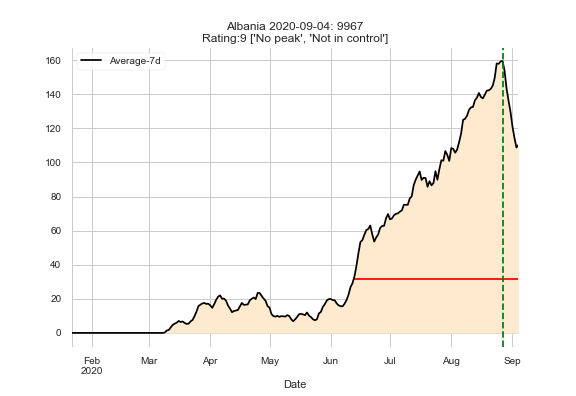 Albania 2020-09-04: 9967
Rating:9 ['No peak', 'Not in control']
Average-7d
160
140
120
100
80
60
40
20
0
Feb Mar Apr May Jun Jul Aug Sep
2020
Date